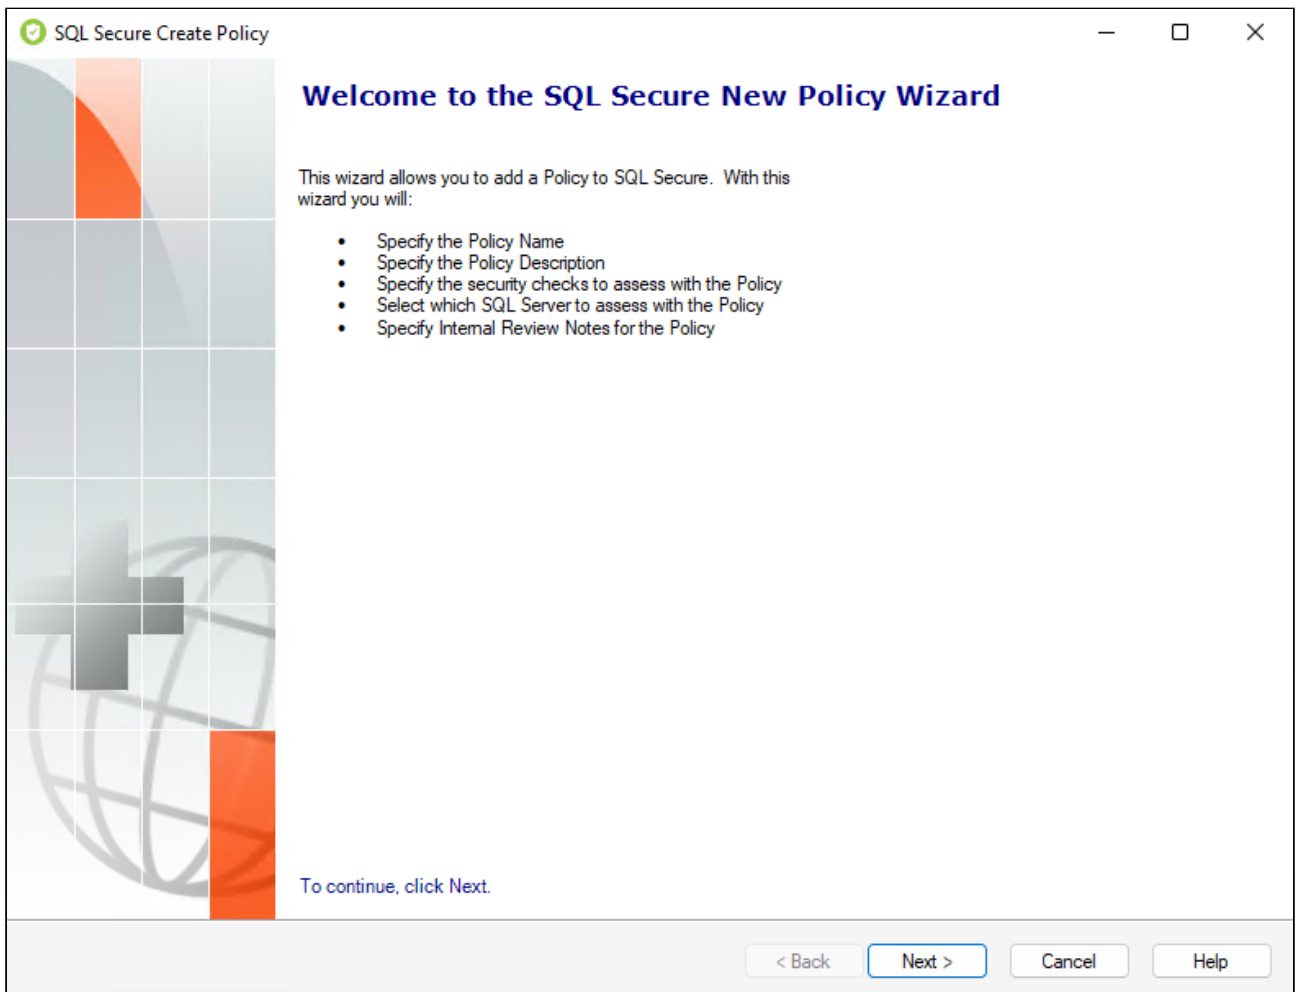 SQL Secure Create Policy
Welcome to the SQL Secure New Policy Wizard
This wizard allows you to add a Policy to SQL Secure.  With this
wizard you will:
• Specify the Policy Name
• Specify the Policy Description
• Specify the security checks to assess with the Policy
• Select which SQL Server to assess with the Policy
• Specify Internal Review Notes for the Policy
To continue, click Next.
< Back
Next >
Cancel
Help